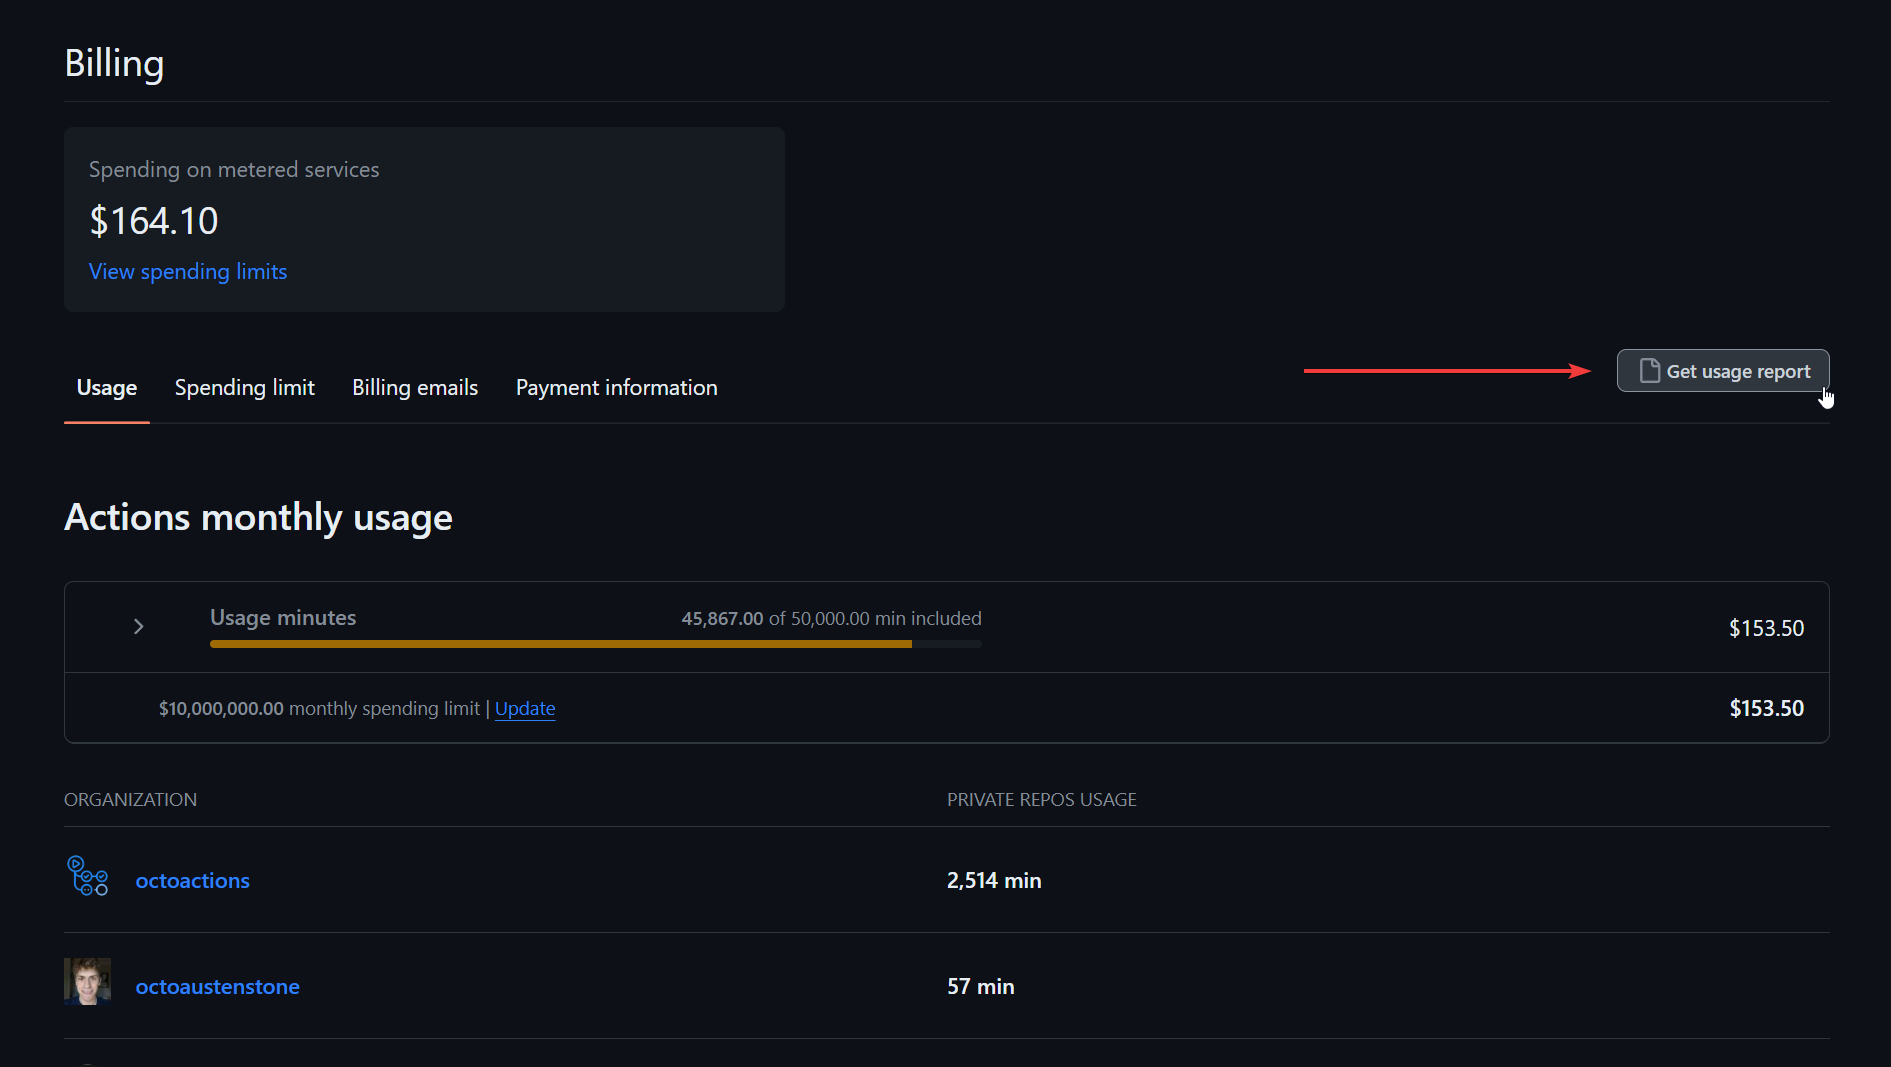 Billing
Spending on metered services
$164.10
View spending limits
Usage Spending limit Billing emails Payment information Get usage report
Actions monthly usage
Usage minutes 45,867.00 of 50,000.00 min included $153.50
$10,000,000.00 monthly spending limit | Update $153.50
ORGANIZATION PRIVATE REPOS USAGE
octoactions 2,514 min
octoaustenstone 57 min